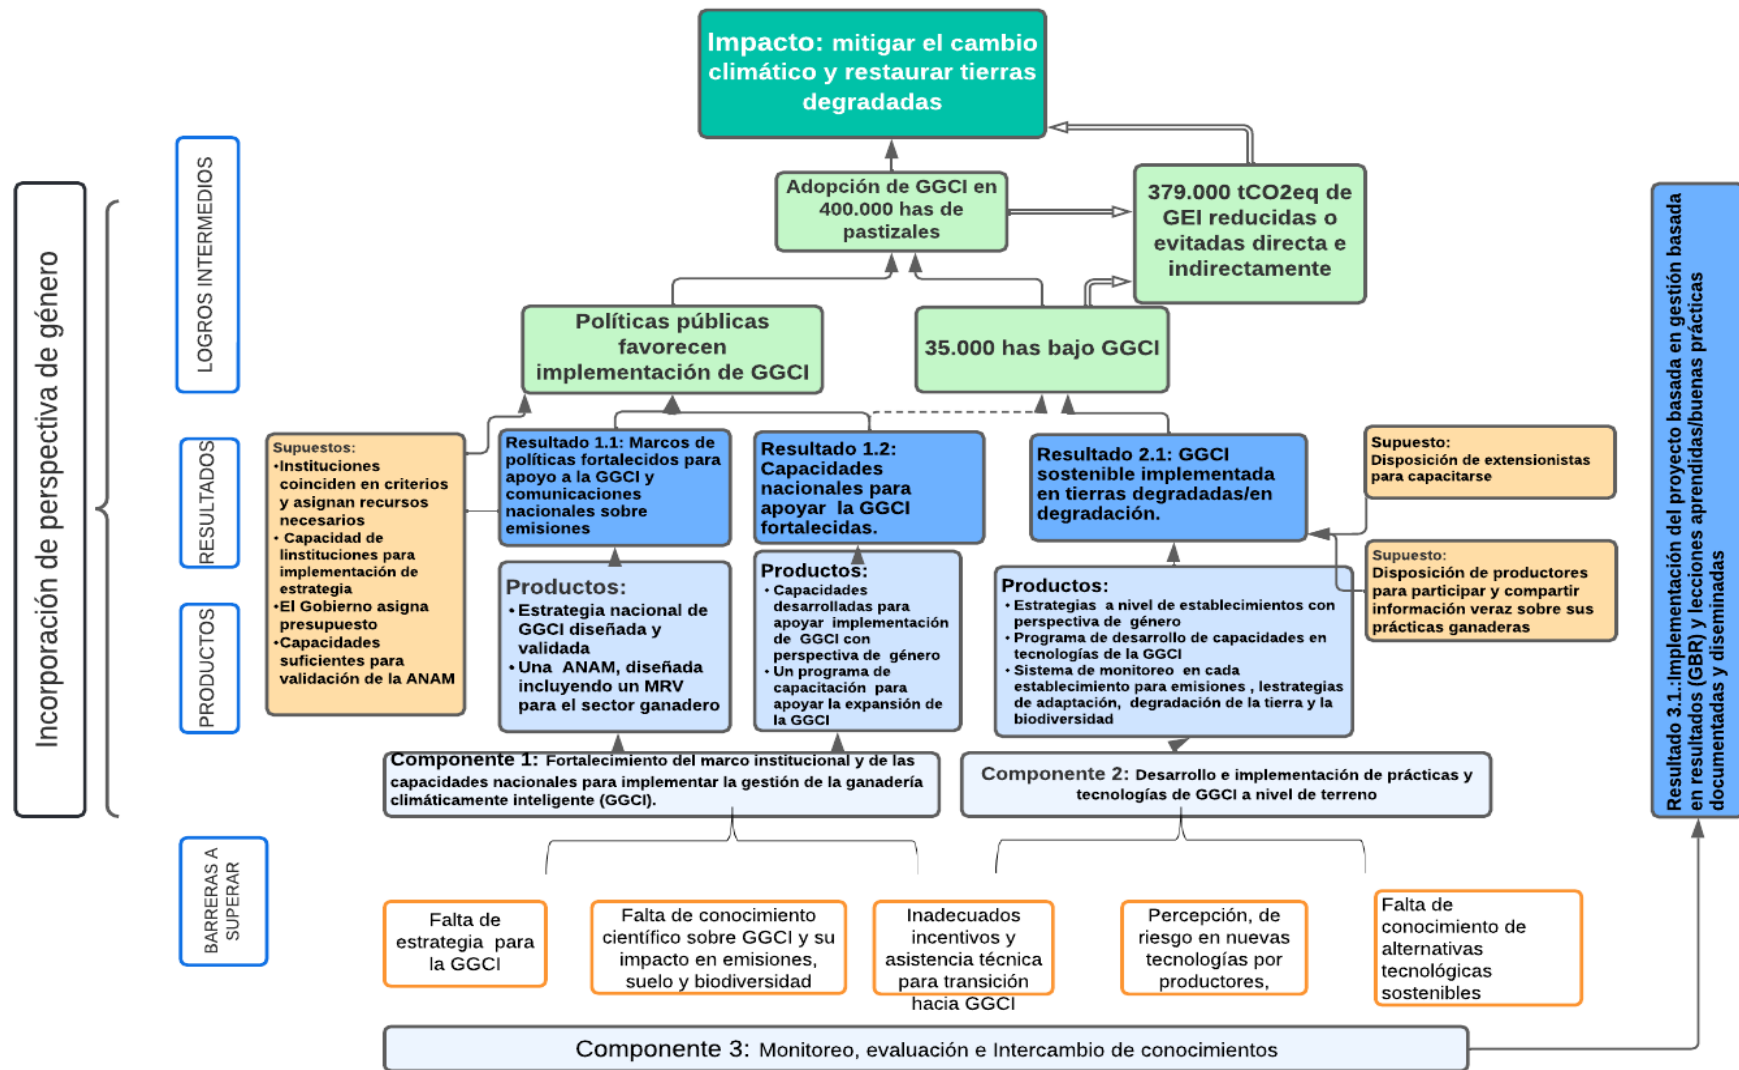 Impacto: mitigar el cambio
climático y restaurar tierras
degradadas
LOGROS INTERMEDIOS
Adopción de GGCI en
400.000 has de
pastizales
379.000 tCO2eq de
GEI reducidas o
evitadas directa e
indirectamente
Políticas públicas
favorecen
implementación de GGCI
35.000 has bajo GGCI
Incorporación de perspectiva de género
RESULTADOS
Supuestos:
•Instituciones
coinciden en criterios
y asignan recursos
necesarios
• Capacidad de
linstituciones para
implementación de
estrategia
•El Gobierno asigna
presupuesto
•Capacidades
suficientes para
validación de la ANAM
Resultado 1.1: Marcos de
políticas fortalecidos para
apoyo a la GGCI y
comunicaciones
nacionales sobre
emisiones
Resultado 1.2:
Capacidades
nacionales para
apoyar la GGCI
fortalecidas.
Resultado 2.1: GGCI
sostenible implementada
en tierras degradadas/en
degradación.
Supuesto:
Disposición de extensionistas
para capacitarse
Supuesto:
Disposición de productores
para participar y compartir
información veraz sobre sus
prácticas ganaderas
PRODUCTOS
Productos:
• Estrategia nacional de
GGCI diseñada y
validada
• Una ANAM, diseñada
incluyendo un MRV
para el sector ganadero
Productos:
• Capacidades
desarrolladas para
apoyar implementación
de GGCI con
perspectiva de género
• Un programa de
capacitación para
apoyar la expansión de
la GGCI
Productos:
• Estrategias a nivel de establecimientos con
perspectiva de género
• Programa de desarrollo de capacidades en
tecnologías de la GGCI
• Sistema de monitoreo en cada
establecimiento para emisiones , lestrategias
de adaptación, degradación de la tierra y la
biodiversidad
Resultado 3.1.:Implementación del proyecto basada en gestión basada
en resultados (GBR) y lecciones aprendidas/buenas prácticas
documentadas y diseminadas
Componente 1: Fortalecimiento del marco institucional y de las
capacidades nacionales para implementar la gestión de la ganadería
climáticamente inteligente (GGCI).
Componente 2: Desarrollo e implementación de prácticas y
tecnologías de GGCI a nivel de terreno
BARRERAS A
SUPERAR
Falta de
estrategia para
la GGCI
Falta de conocimiento
científico sobre GGCI y su
impacto en emisiones,
suelo y biodiversidad
Inadecuados
incentivos y
asistencia técnica
para transición
hacia GGCI
Percepción, de
riesgo en nuevas
tecnologías por
productores,
Falta de
conocimiento de
alternativas
tecnológicas
sostenibles
Componente 3: Monitoreo, evaluación e Intercambio de conocimientos